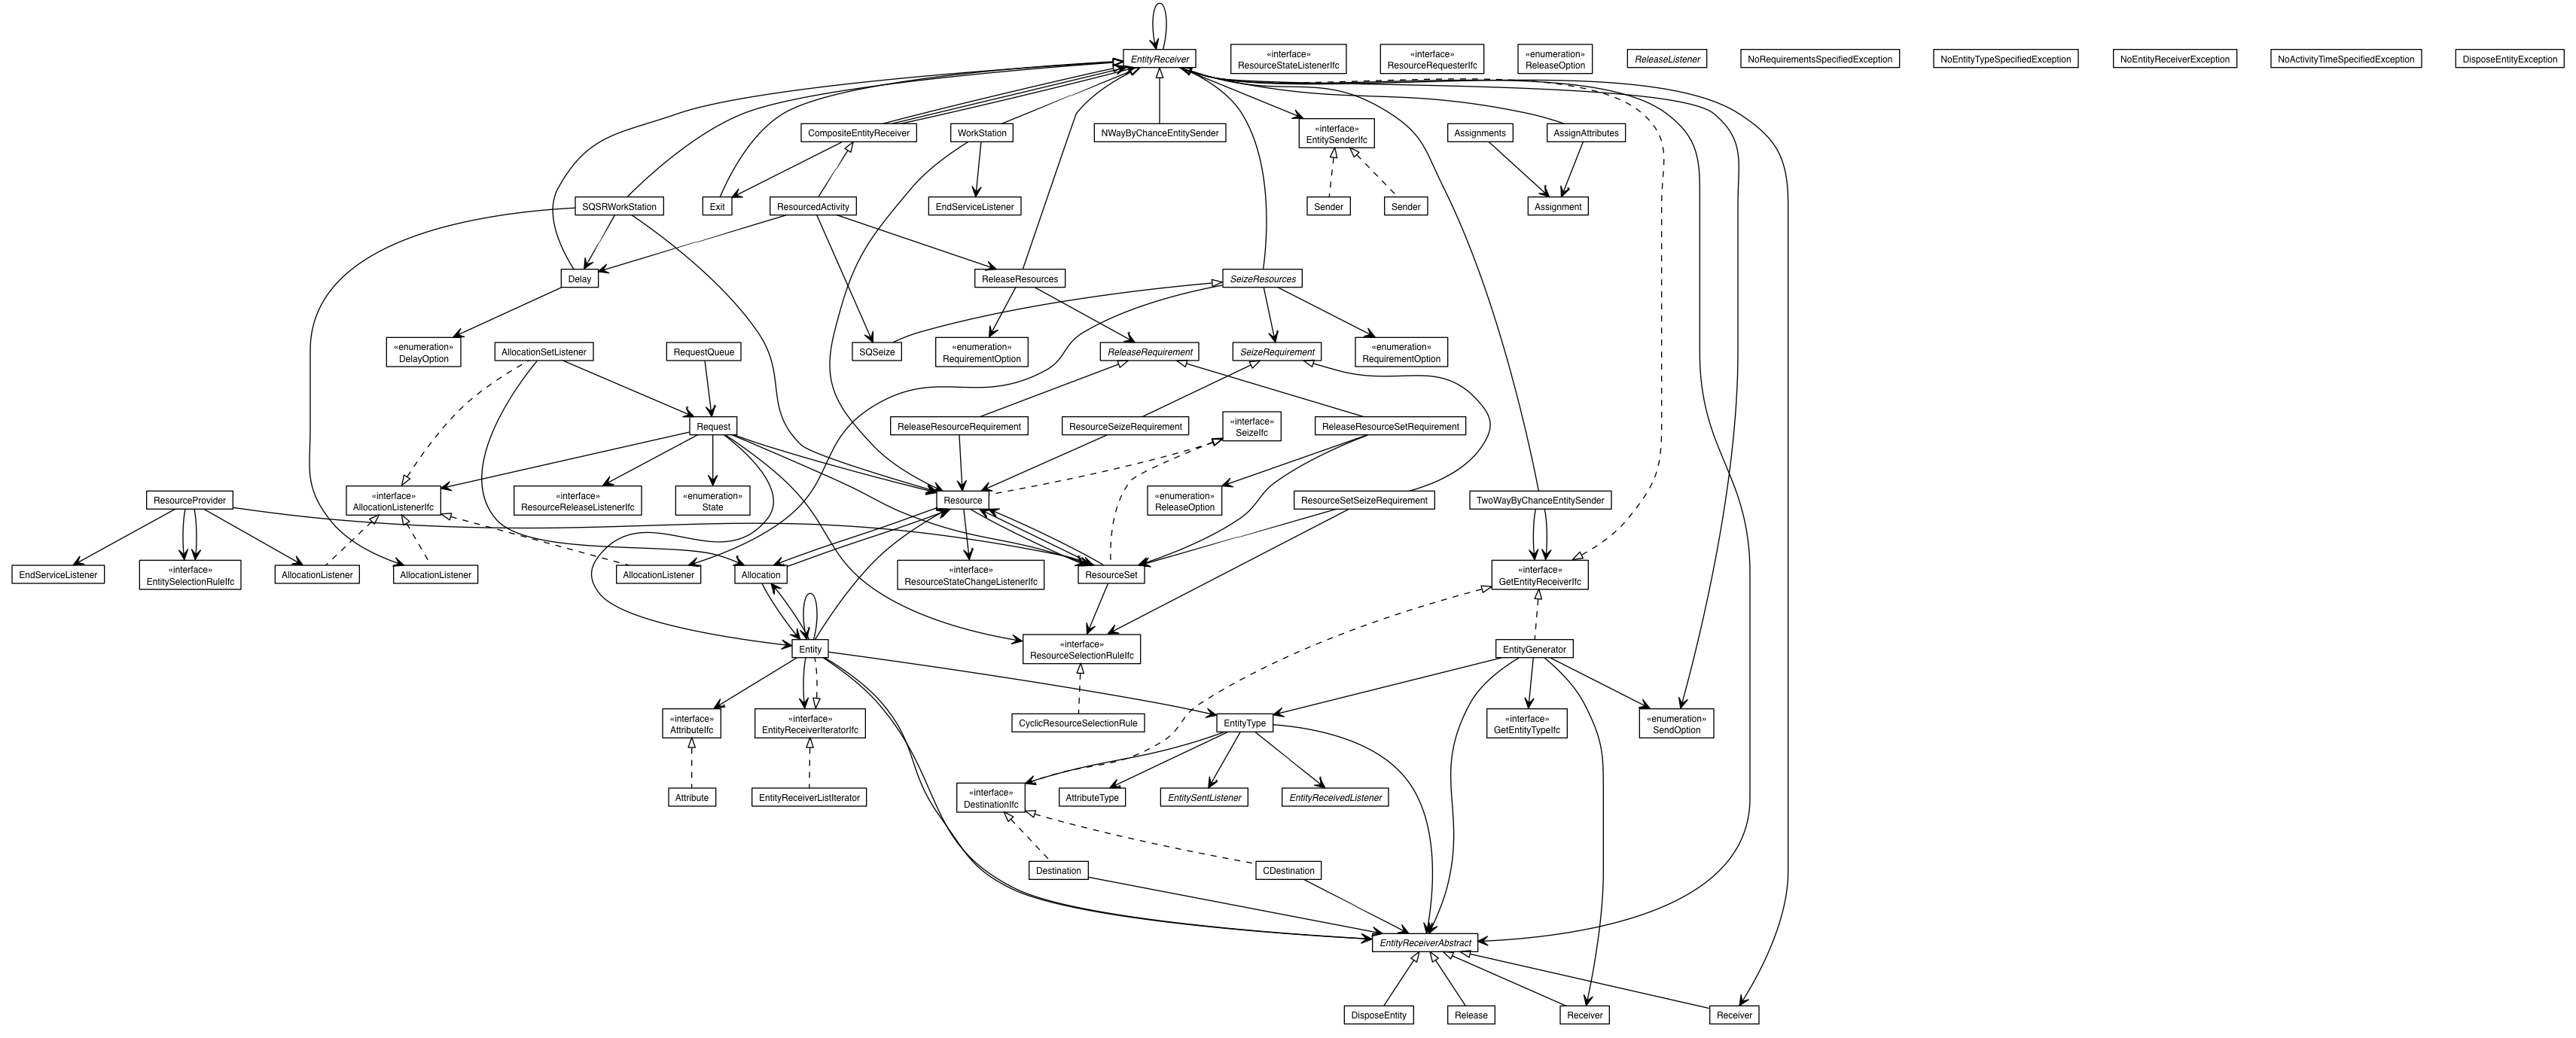 EntityReceiver
«interface»
ResourceStateListenerIfc
«interface»
ResourceRequesterIfc
«enumeration»
ReleaseOption
ReleaseListener
NoRequirementsSpecifiedException
NoEntityTypeSpecifiedException
NoEntityReceiverException
NoActivityTimeSpecifiedException
DisposeEntityException
CompositeEntityReceiver
WorkStation
NWayByChanceEntitySender
«interface»
EntitySenderIfc
Assignments
AssignAttributes
SQSRWorkStation
Exit
ResourcedActivity
EndServiceListener
Sender
Sender
Assignment
Delay
ReleaseResources
SeizeResources
«enumeration»
DelayOption
AllocationSetListener
RequestQueue
SQSeize
«enumeration»
RequirementOption
ReleaseRequirement
SeizeRequirement
«enumeration»
RequirementOption
Request
ReleaseResourceRequirement
ResourceSeizeRequirement
«interface»
SeizeIfc
ReleaseResourceSetRequirement
ResourceProvider
«interface»
AllocationListenerIfc
«interface»
ResourceReleaseListenerIfc
«enumeration»
State
Resource
«enumeration»
ReleaseOption
ResourceSetSeizeRequirement
TwoWayByChanceEntitySender
EndServiceListener
«interface»
EntitySelectionRuleIfc
AllocationListener
AllocationListener
AllocationListener
Allocation
«interface»
ResourceStateChangeListenerIfc
ResourceSet
«interface»
GetEntityReceiverIfc
Entity
«interface»
ResourceSelectionRuleIfc
EntityGenerator
«interface»
AttributeIfc
«interface»
EntityReceiverIteratorIfc
CyclicResourceSelectionRule
EntityType
«interface»
GetEntityTypeIfc
«enumeration»
SendOption
Attribute
EntityReceiverListIterator
«interface»
DestinationIfc
AttributeType
EntitySentListener
EntityReceivedListener
Destination
CDestination
EntityReceiverAbstract
DisposeEntity
Release
Receiver
Receiver